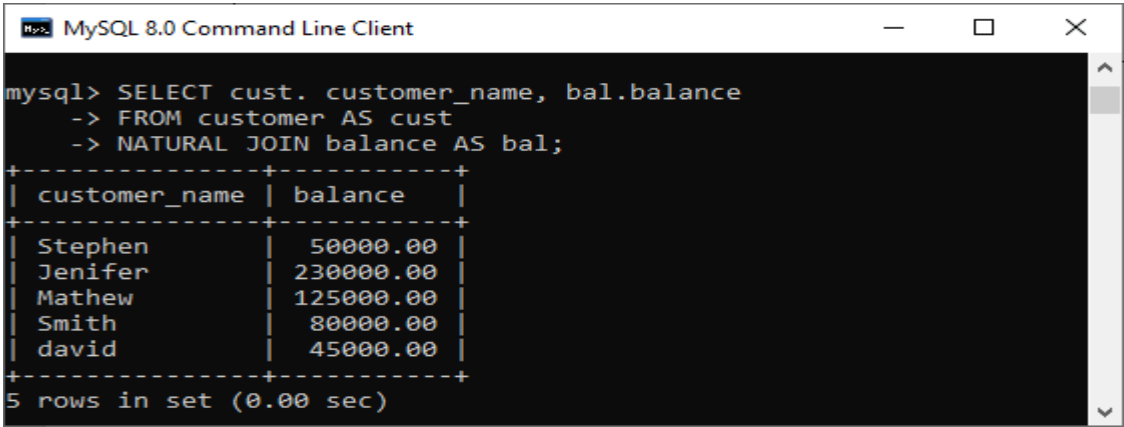 MySQL 8.0 Command Line Client
mysql> SELECT cust. customer_name, bal.balance
    -> FROM customer AS cust
    -> NATURAL JOIN balance AS bal;
+---------------+-----------+
| customer_name | balance   |
+---------------+-----------+
| Stephen       |  50000.00 |
| Jenifer       | 230000.00 |
| Mathew        | 125000.00 |
| Smith         |  80000.00 |
| david         |  45000.00 |
+---------------+-----------+
5 rows in set (0.00 sec)